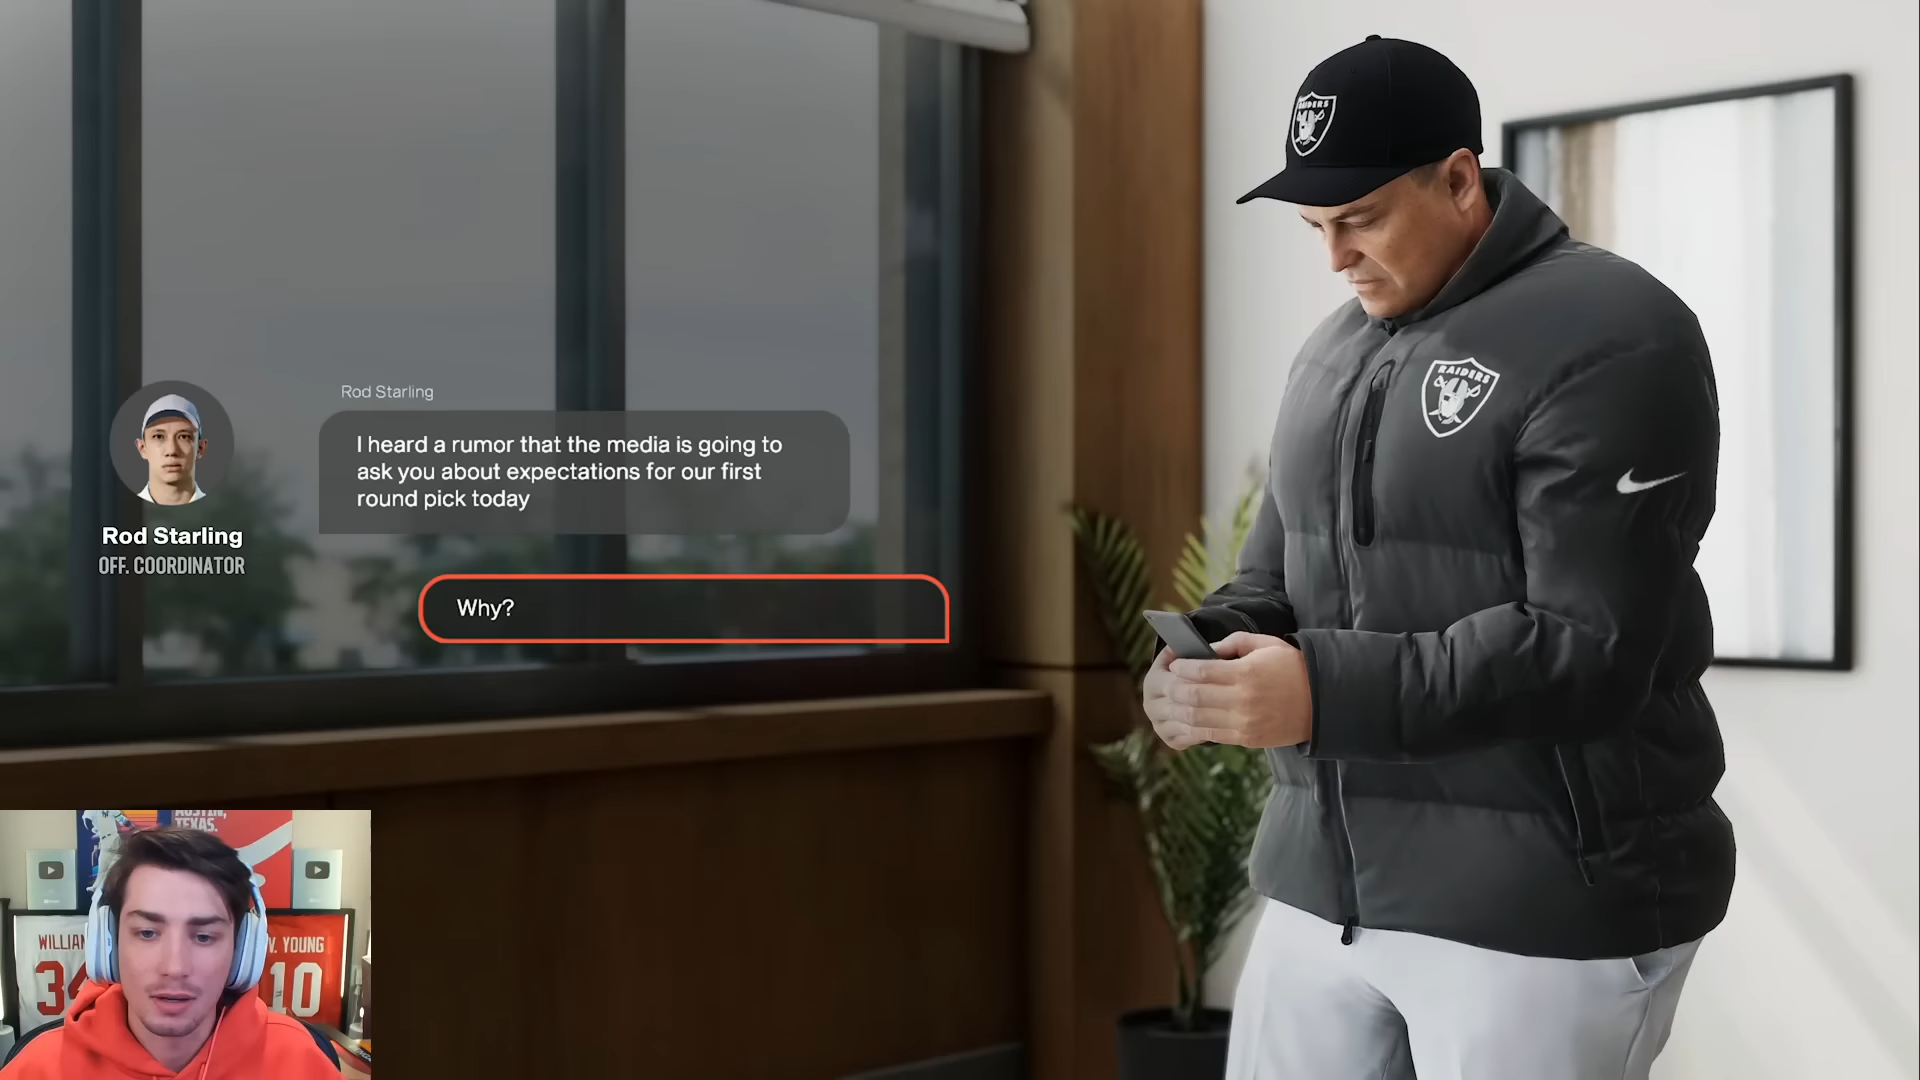 RAIDERS
RAIDERS
Rod Starling
I heard a rumor that the media is going to
ask you about expectations for our first
round pick today
Rod Starling
OFF. COORDINATOR
Why?
AUSTIN,
TEXAS.
WILLIA
34
V. YOUNG
10